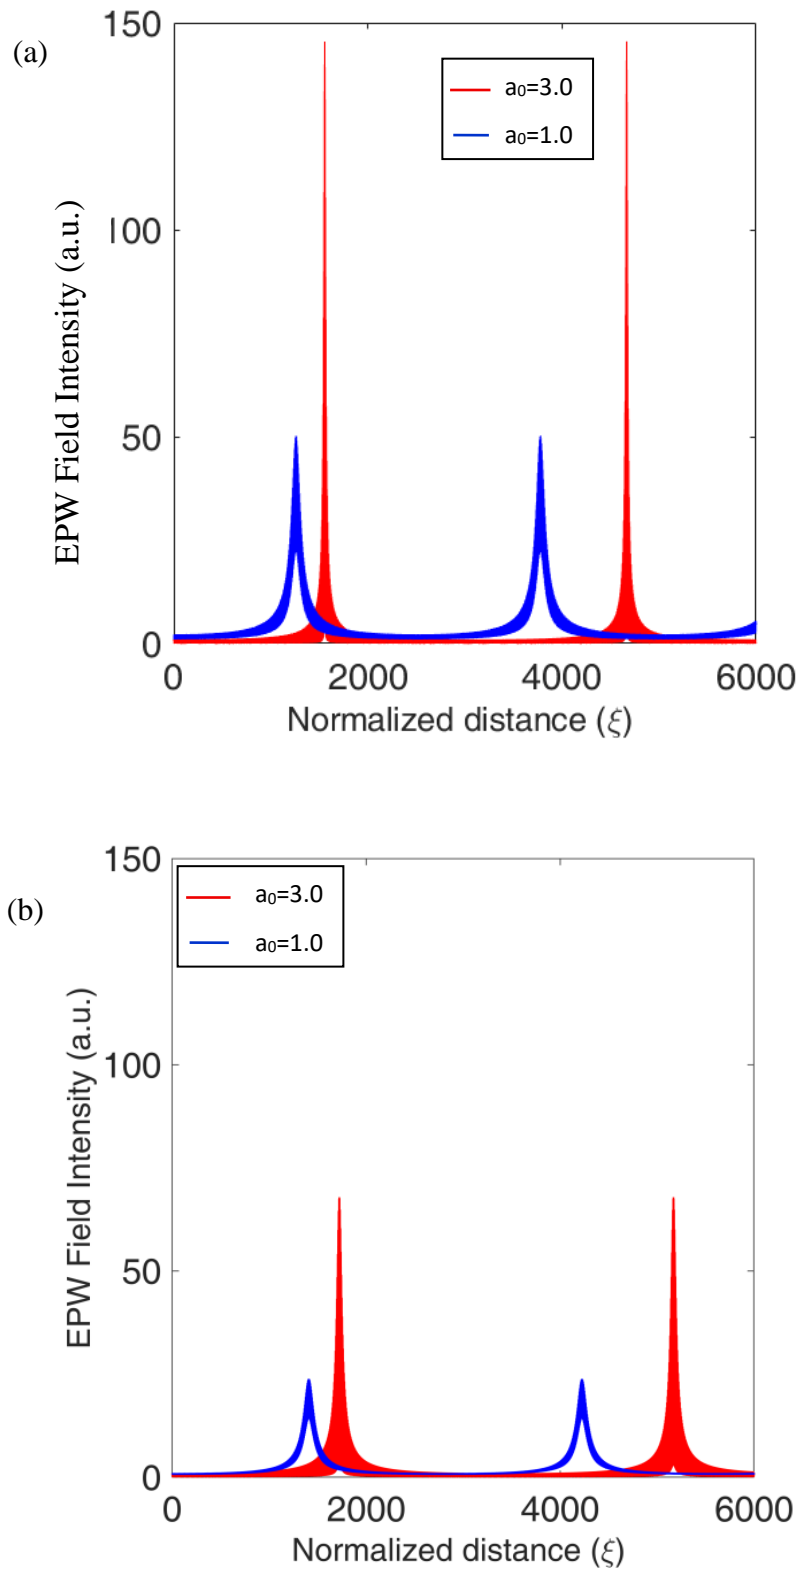 (a)
150
100
50
0
a₀=3.0
a₀=1.0
EPW Field Intensity (a.u.)
0 2000 4000 6000
Normalized distance (ξ)
(b)
150
100
50
0
a₀=3.0
a₀=1.0
EPW Field Intensity (a.u.)
0 2000 4000 6000
Normalized distance (ξ)